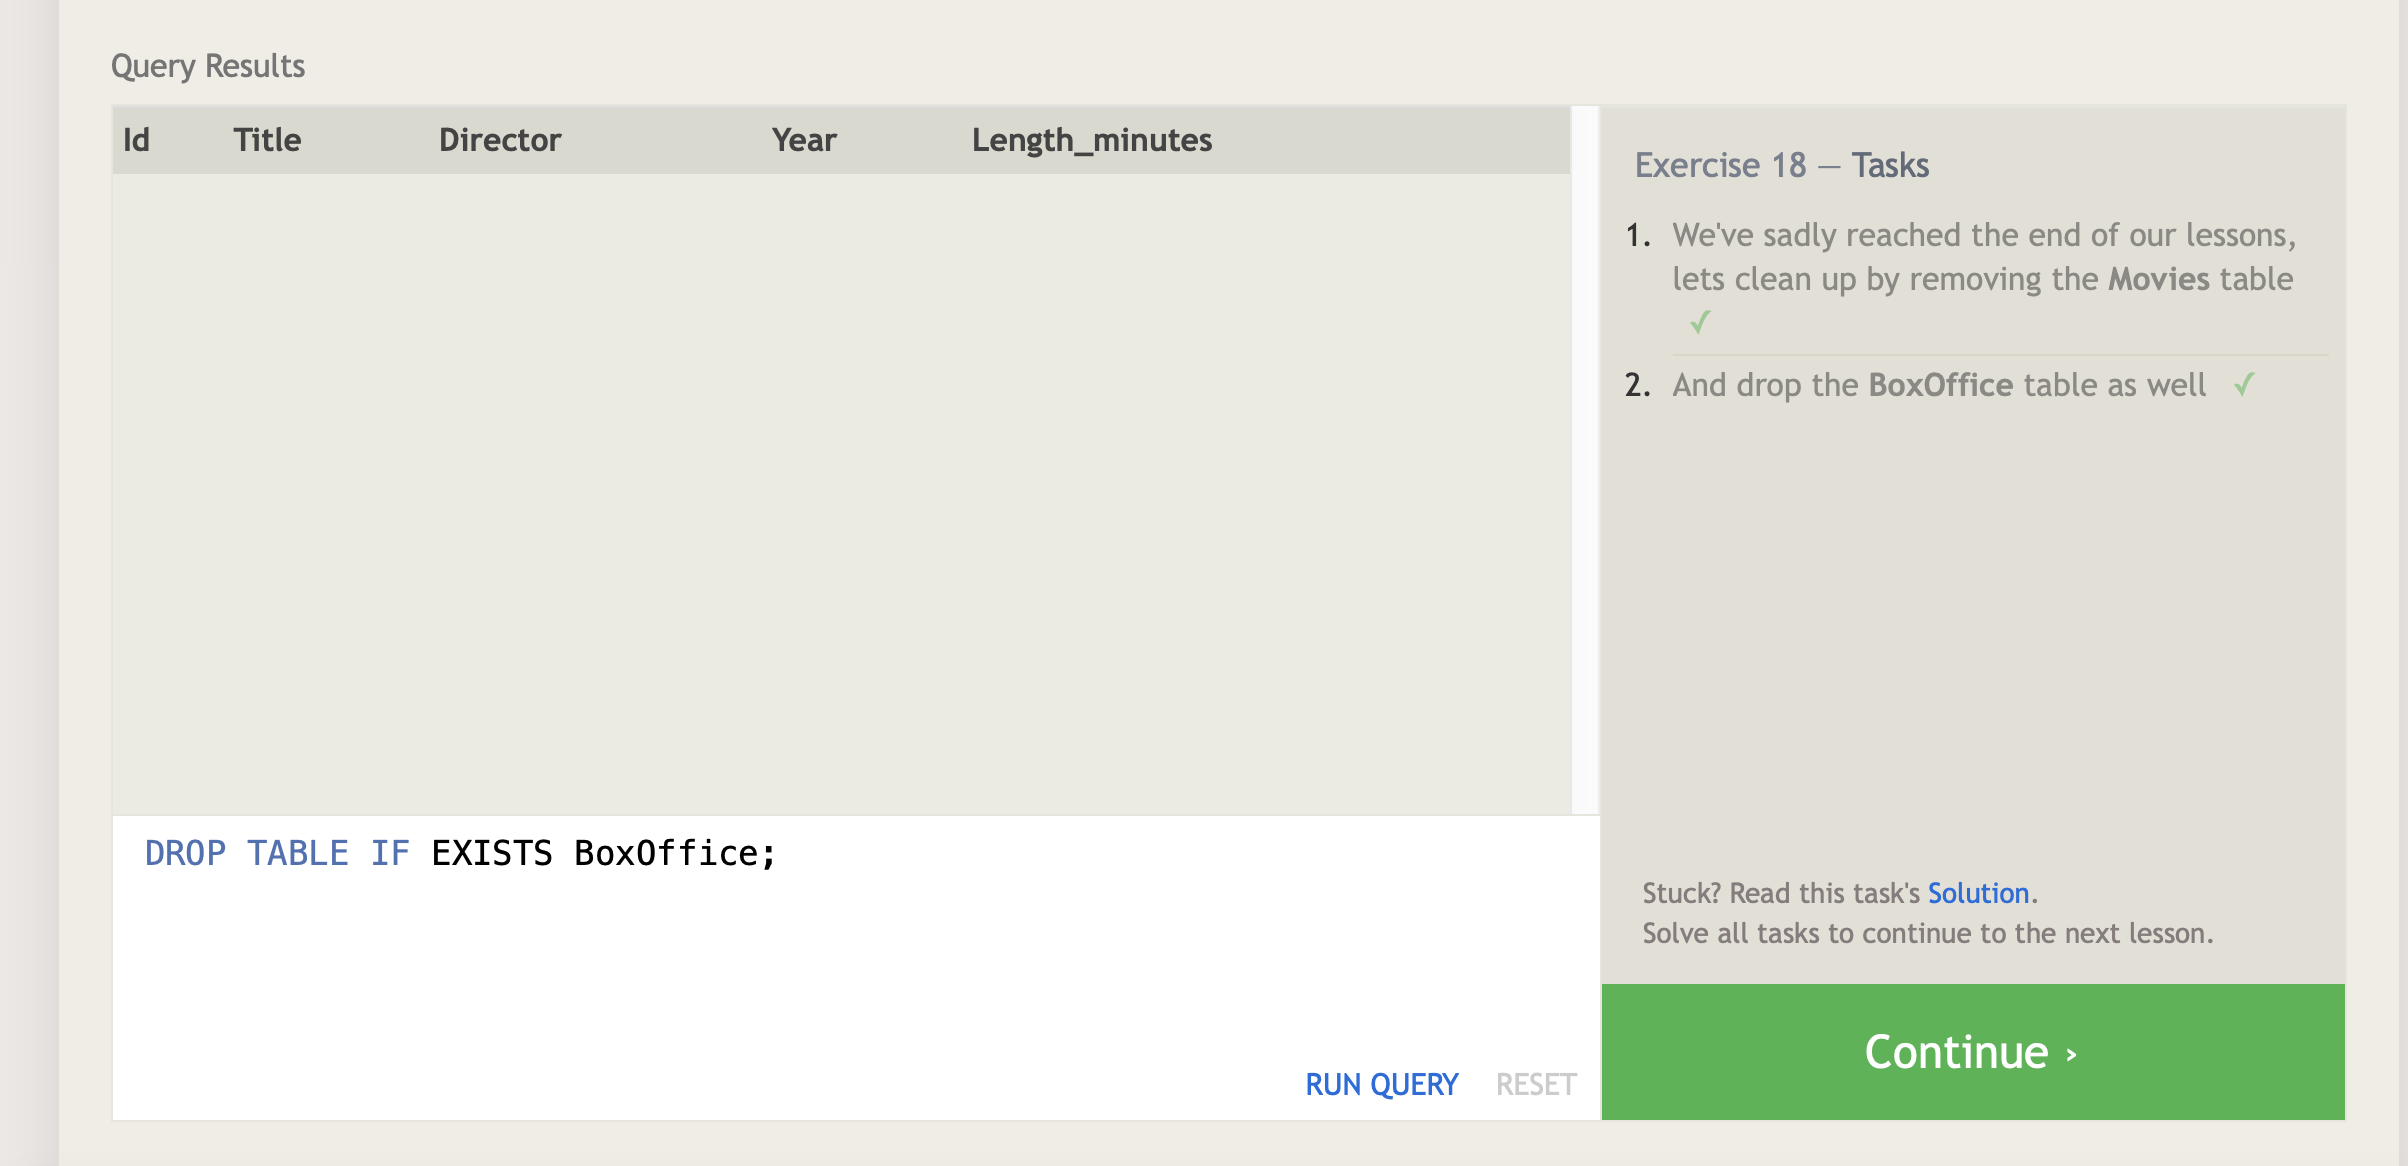 Query Results
Id Title Director Year Length_minutes
Exercise 18 — Tasks
1. We've sadly reached the end of our lessons,
lets clean up by removing the Movies table
✓
2. And drop the BoxOffice table as well ✓
DROP TABLE IF EXISTS BoxOffice;
Stuck? Read this task's Solution.
Solve all tasks to continue to the next lesson.
RUN QUERY RESET
Continue ›